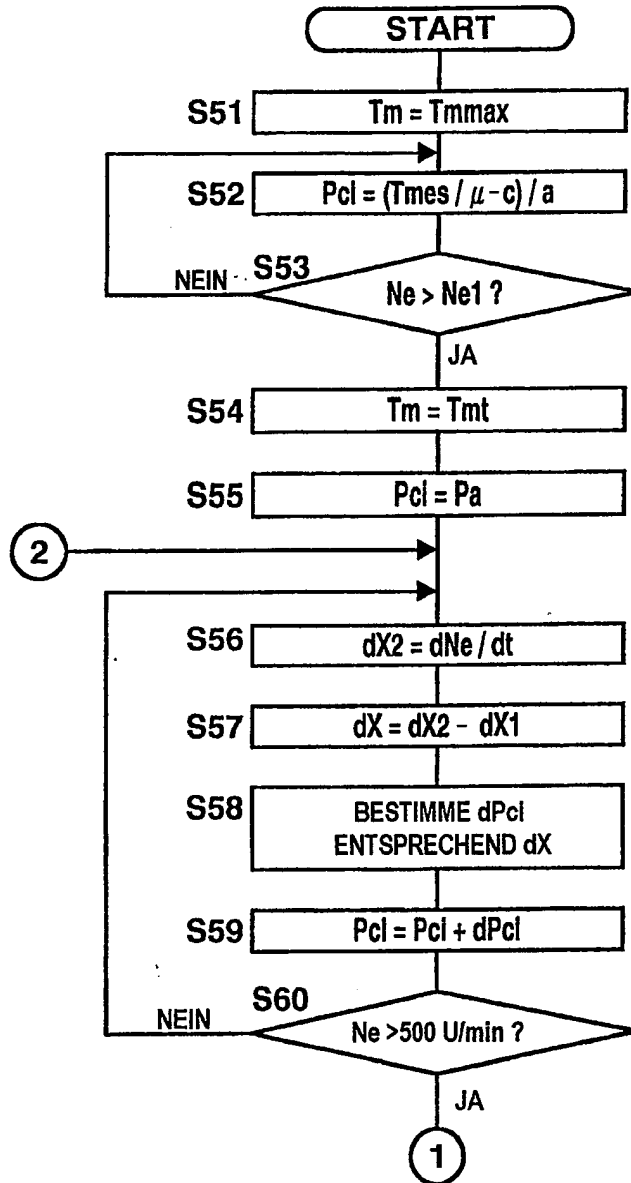 START
S51 Tm = Tmmax
S52 Pcl = (Tmes / μ - c) / a
S53
NEIN Ne > Ne1 ?
JA
S54 Tm = Tmt
S55 Pcl = Pa
2
S56 dX2 = dNe / dt
S57 dX = dX2 - dX1
S58 BESTIMME dPcl
ENTSPRECHEND dX
S59 Pcl = Pcl + dPcl
S60
NEIN Ne >500 U/min ?
JA
1